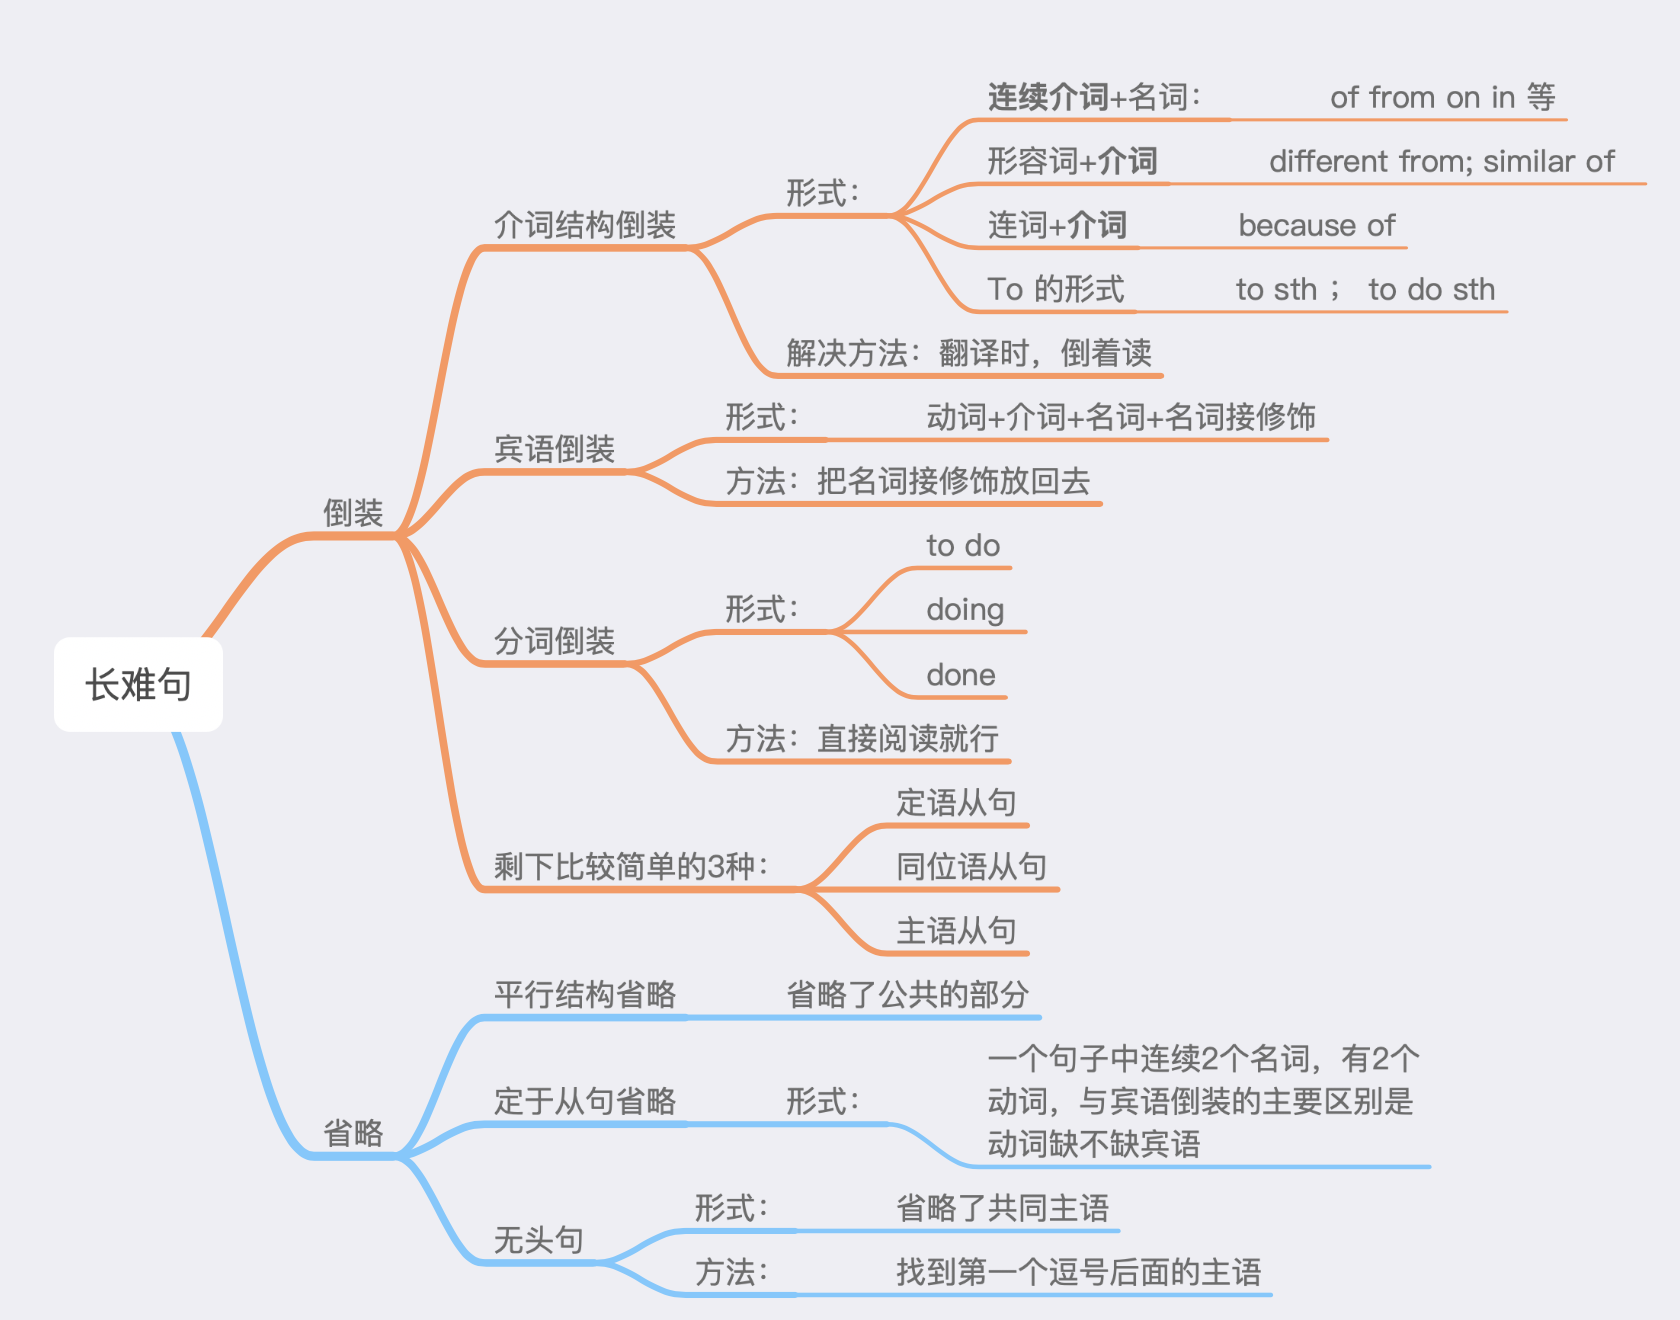 长难句
倒装
介词结构倒装
形式：
连续介词+名词：
of from on in 等
形容词+介词
different from; similar of
连词+介词
because of
To 的形式
to sth ； to do sth
解决方法：翻译时，倒着读
宾语倒装
形式：
动词+介词+名词+名词接修饰
方法：把名词接修饰放回去
分词倒装
形式：
to do
doing
done
方法：直接阅读就行
剩下比较简单的3种：
定语从句
同位语从句
主语从句
省略
平行结构省略
省略了公共的部分
定于从句省略
形式：
一个句子中连续2个名词，有2个
动词，与宾语倒装的主要区别是
动词缺不缺宾语
无头句
形式：
省略了共同主语
方法：
找到第一个逗号后面的主语